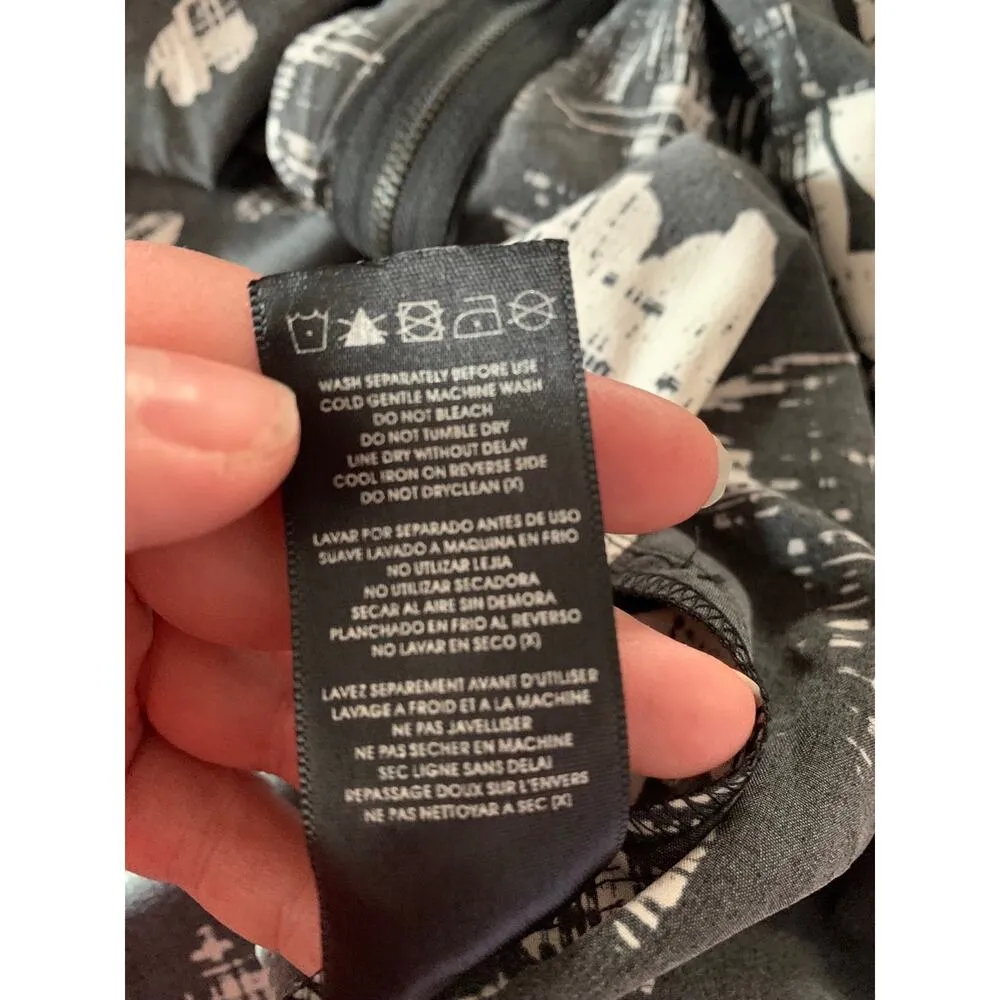 WASH SEPARATELY BEFORE USE
COLD GENTLE MACHINE WASH
DO NOT BLEACH
DO NOT TUMBLE DRY
LINE DRY WITHOUT DELAY
COOL IRON ON REVERSE SIDE
DO NOT DRYCLEAN (X)
LAVAR POR SEPARADO ANTES DE USO
SUAVE LAVADO A MAQUINA EN FRIO
NO UTLIZAR LEJIA
NO UTILIZAR SECADORA
SECAR AL AIRE SIN DEMORA
PLANCHADO EN FRIO AL REVERSO
NO LAVAR EN SECO (X)
LAVEZ SEPAREMENT AVANT D'UTILISER
LAVAGE A FROID ET A LA MACHINE
NE PAS JAVELLISER
NE PAS SECHER EN MACHINE
SEC LIGNE SANS DELAI
REPASSAGE DOUX SUR L'ENVERS
NE PAS NETTOYAR A SEC (X)